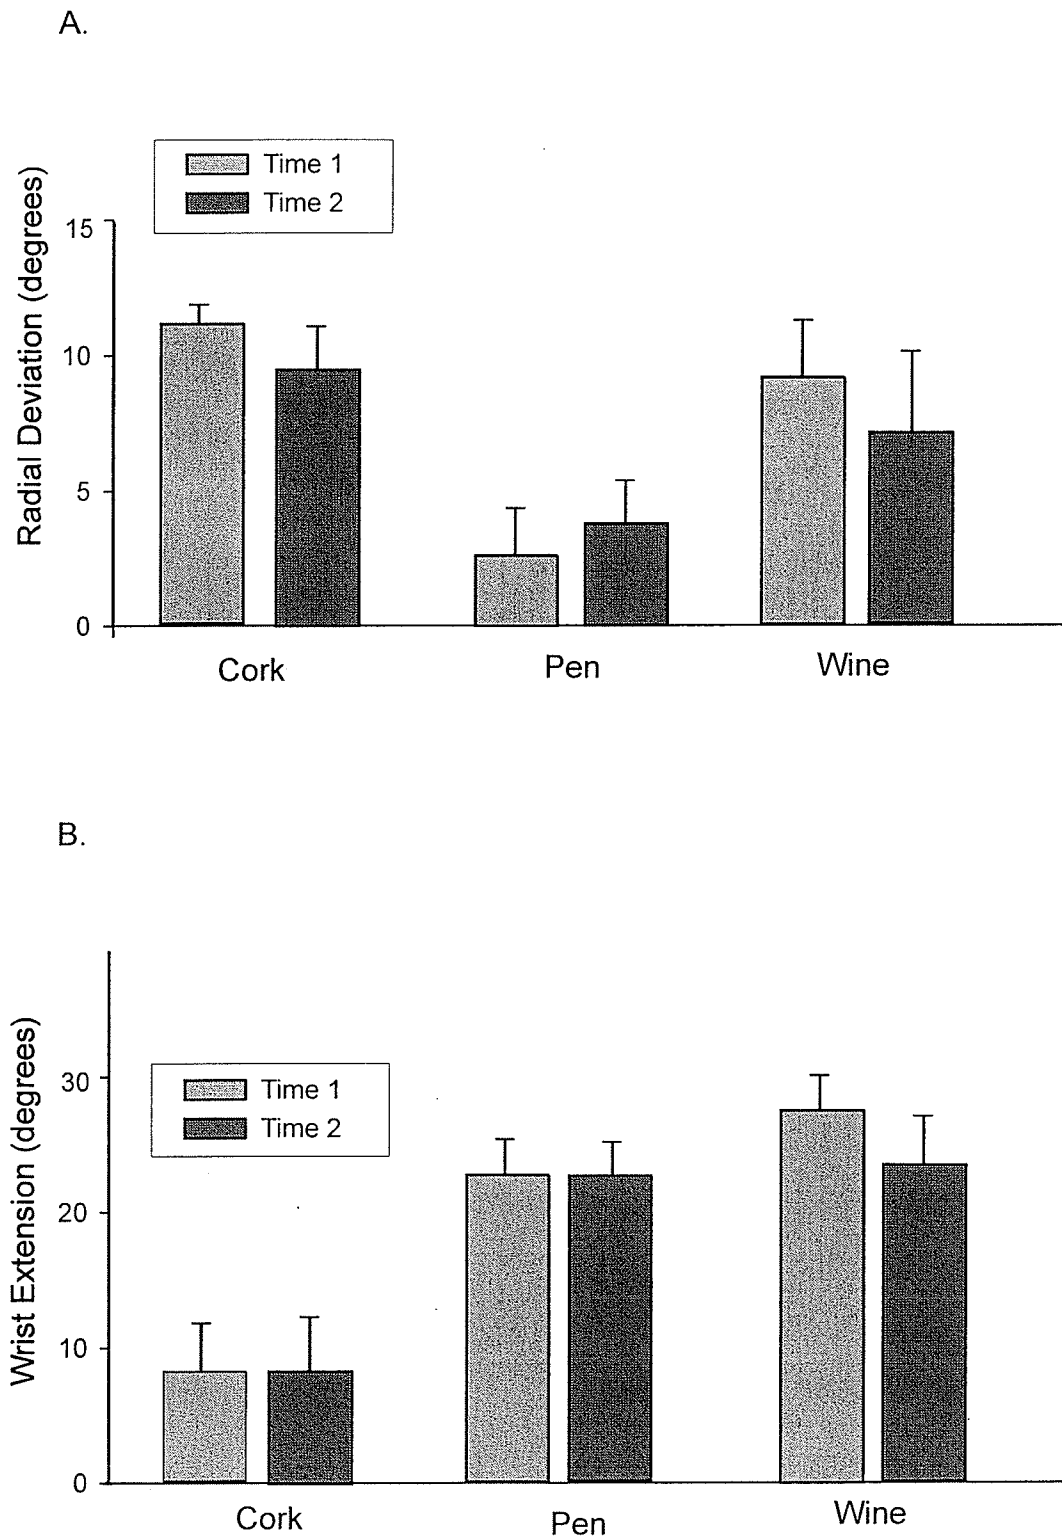 A.
Time 1
Time 2
Radial Deviation (degrees)
15
10
5
0
Cork Pen Wine
B.
Time 1
Time 2
Wrist Extension (degrees)
30
20
10
0
Cork Pen Wine